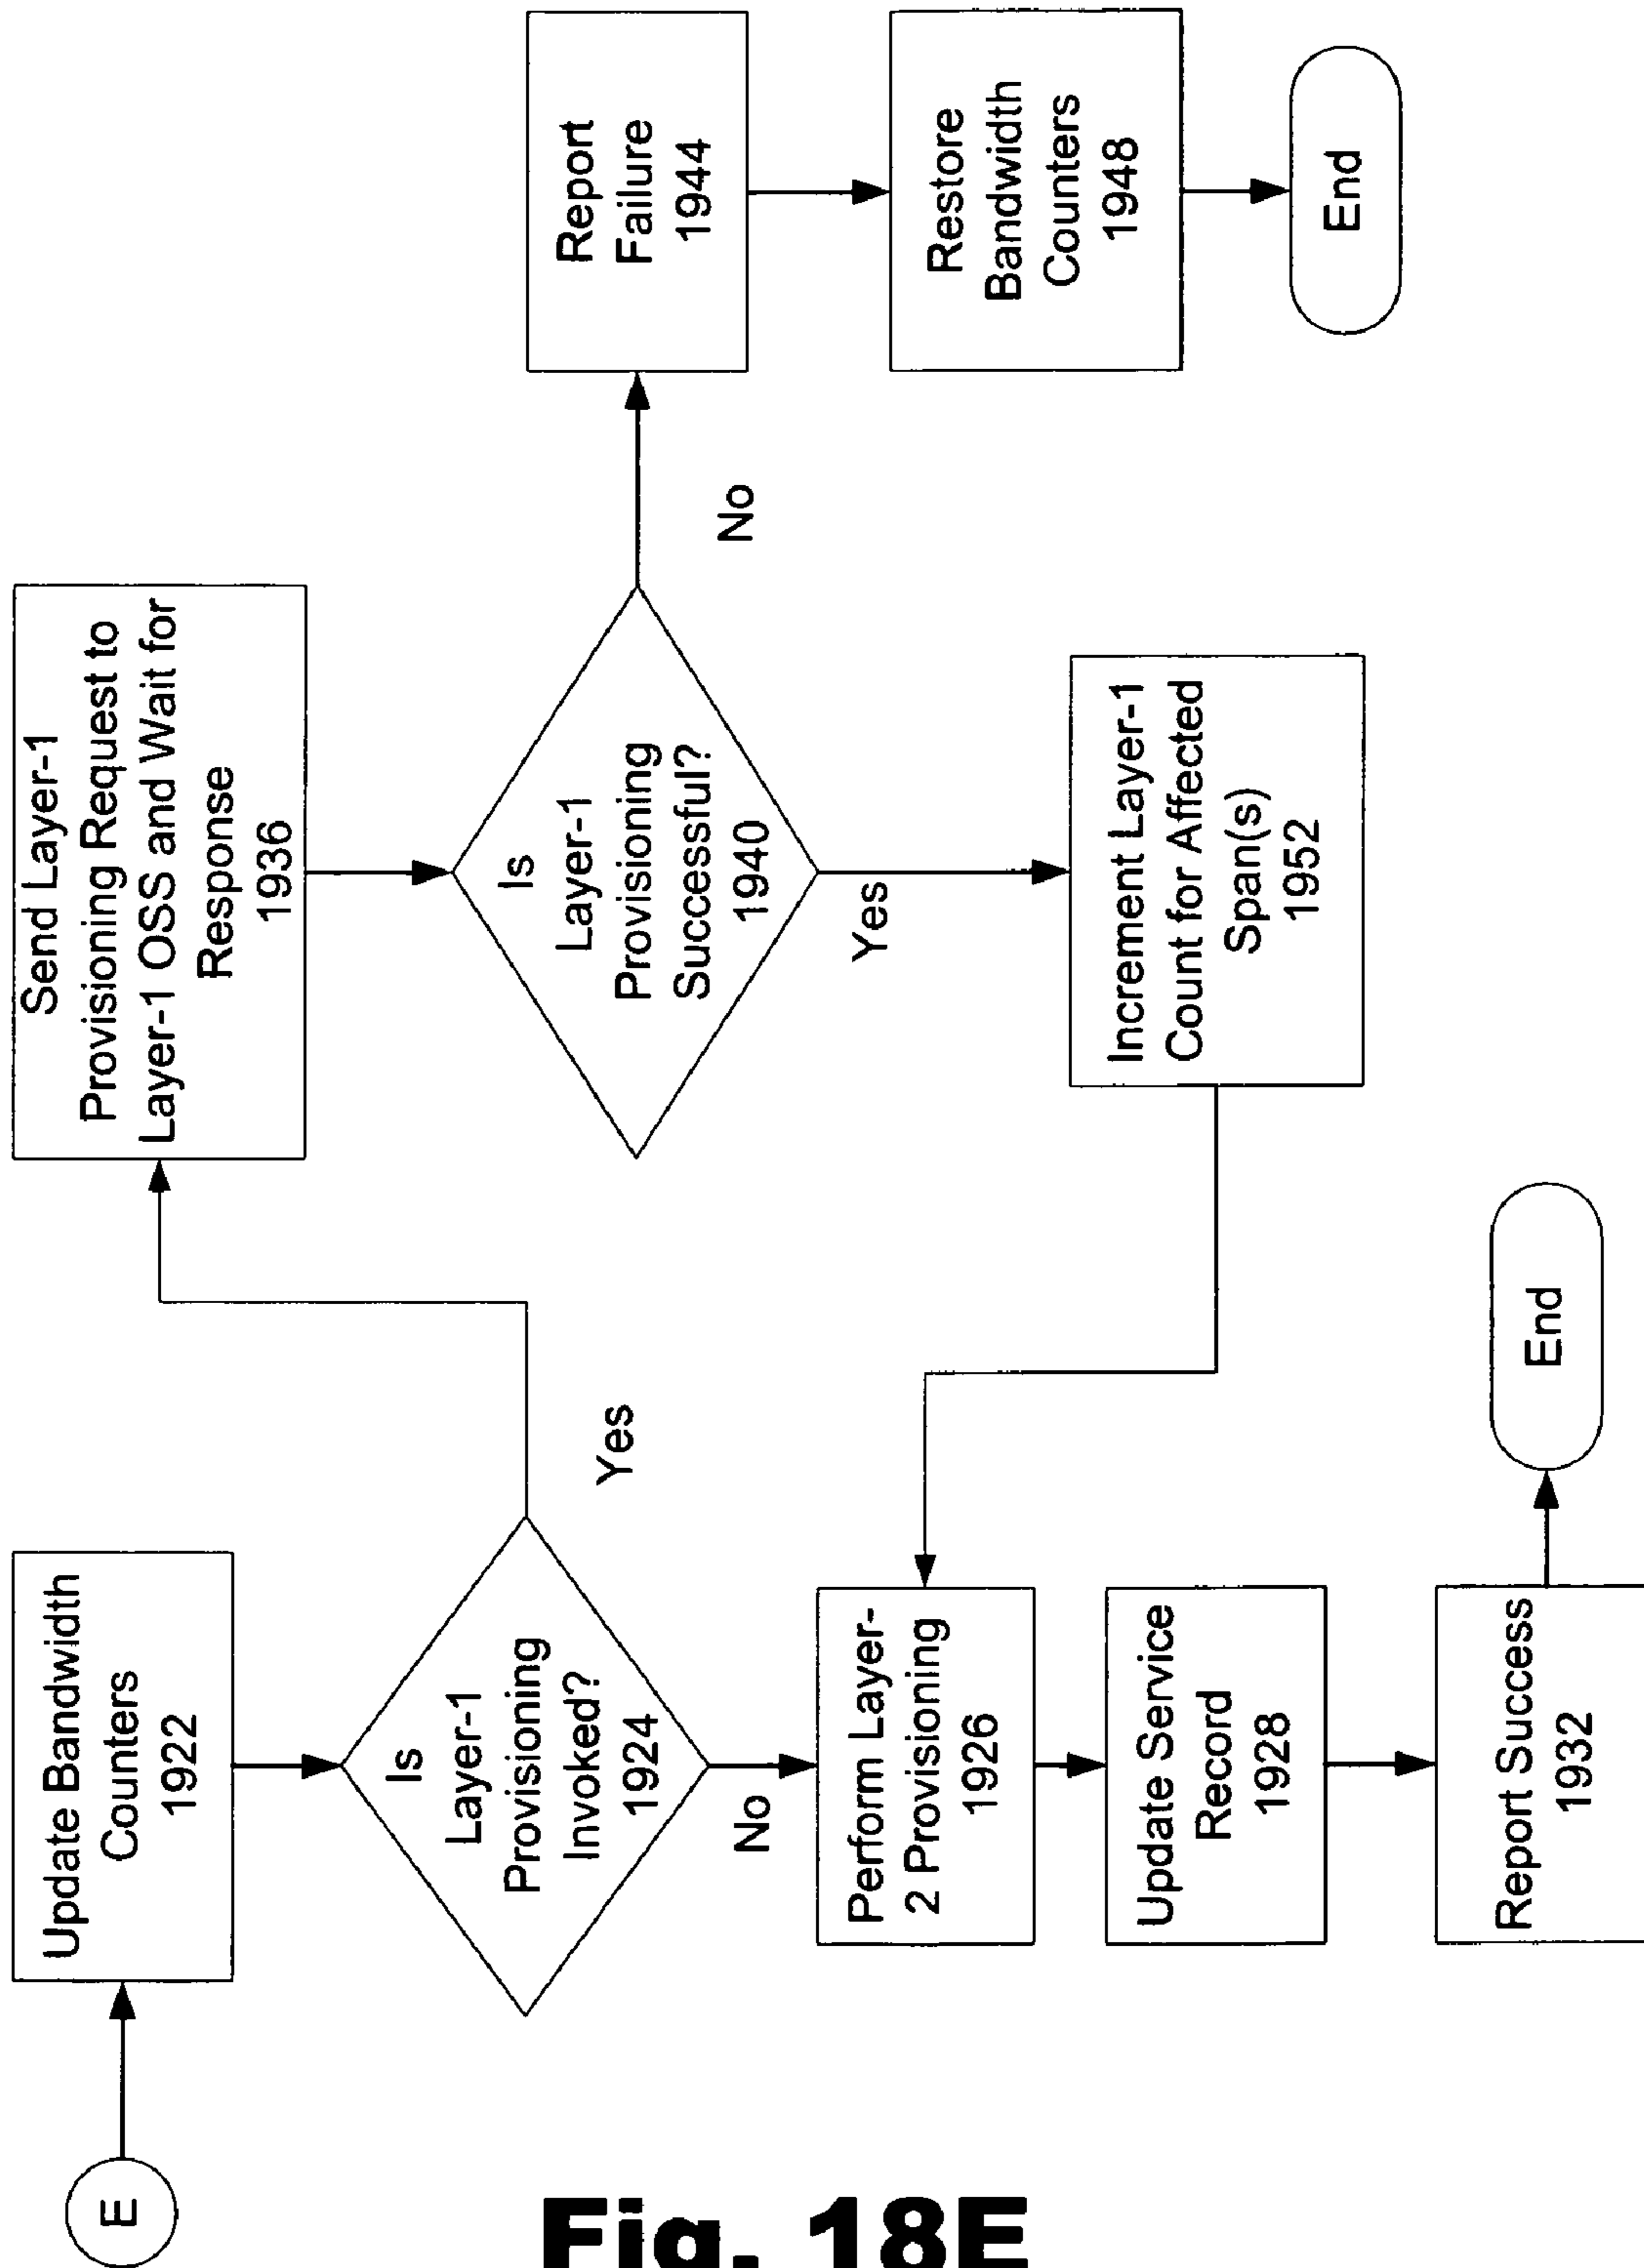 E
Update Bandwidth
Counters
1922
Is
Layer-1
Provisioning
Invoked?
1924
Yes
No
Perform Layer-
2 Provisioning
1926
Update Service
Record
1928
Report Success
1932
End
Send Layer-1
Provisioning Request to
Layer-1 OSS and Wait for
Response
1936
Is
Layer-1
Provisioning
Successful?
1940
No
Yes
Increment Layer-1
Count for Affected
Span(s)
1952
Report
Failure
1944
Restore
Bandwidth
Counters
1948
End
Fig. 18E